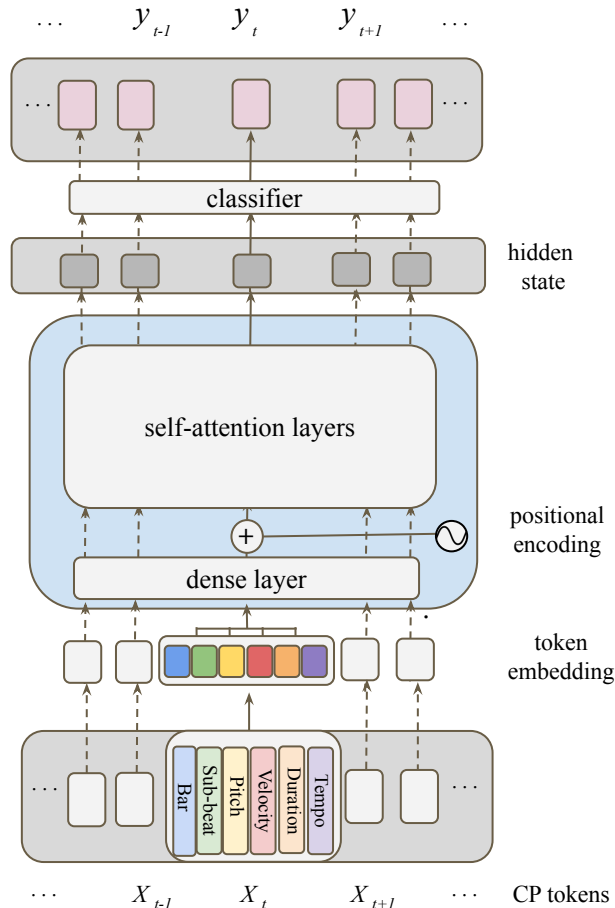 ... y t-1 y t y t+1 ...
... ...
classifier
hidden
state
self-attention layers
positional
encoding
+
dense layer
.
token
embedding
... Bar Sub-beat Pitch Velocity Duration Tempo ...
... X t-1 X t X t+1 ... CP tokens